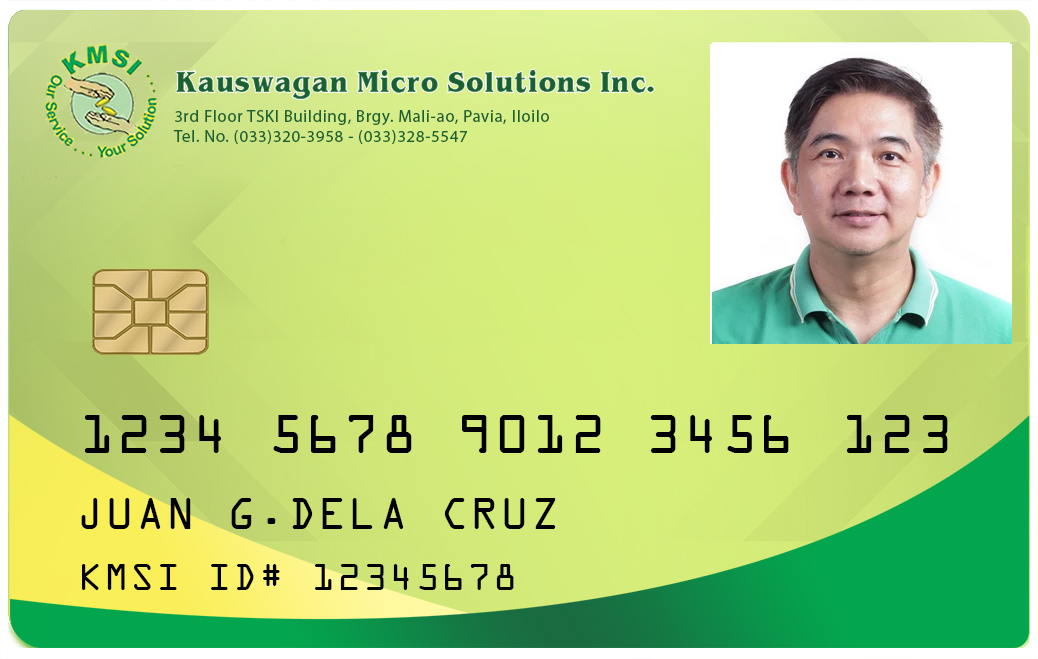 KMSI
Our Service . . . Your Solution . . .
Kauswagan Micro Solutions Inc.
3rd Floor TSKI Building, Brgy. Mali-ao, Pavia, Iloilo
Tel. No. (033)320-3958 - (033)328-5547
1234 5678 9012 3456 123
JUAN G.DELA CRUZ
KMSI ID# 12345678